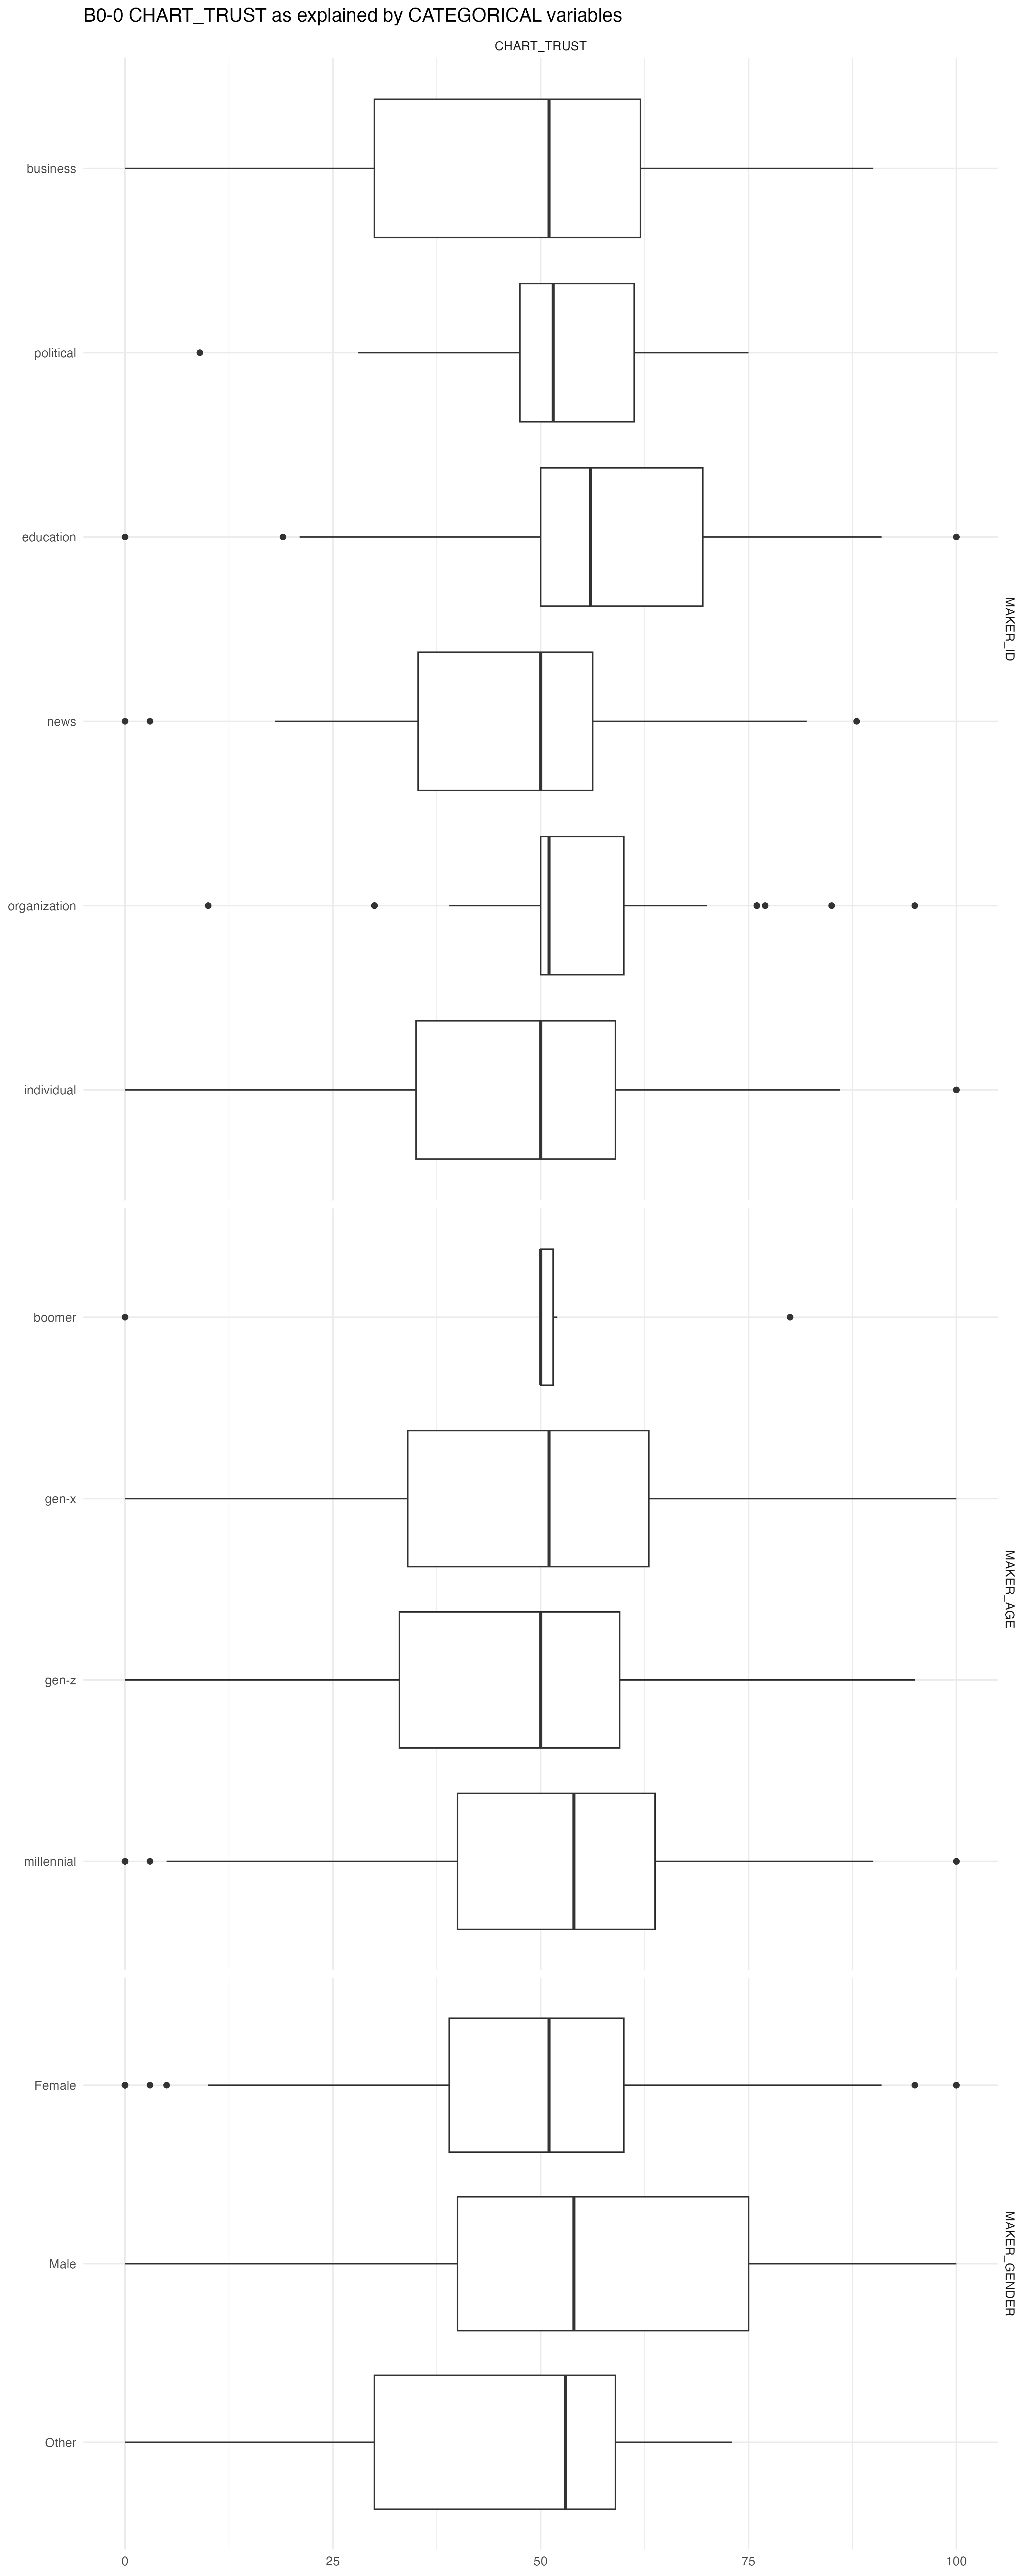 B0-0 CHART_TRUST as explained by CATEGORICAL variables
CHART_TRUST
business
political
education
news
organization
individual
MAKER_ID
boomer
gen-x
gen-z
millennial
MAKER_AGE
Female
Male
Other
MAKER_GENDER
0 25 50 75 100